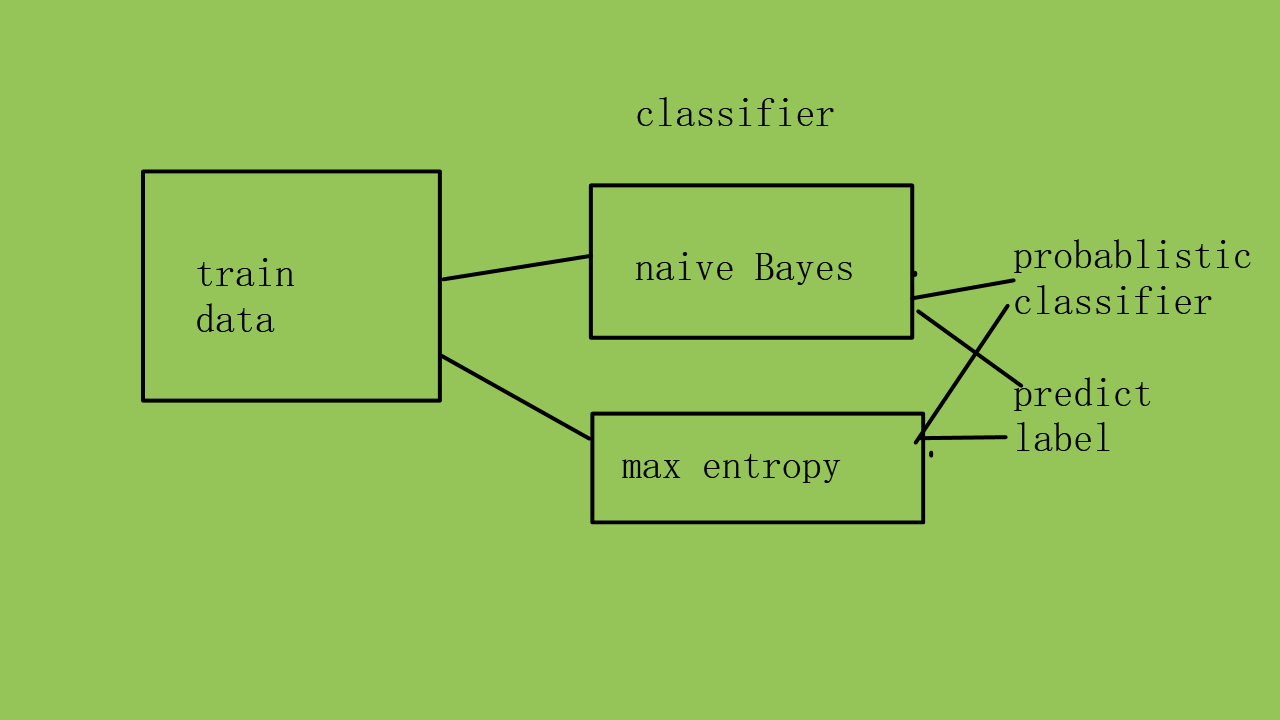 classifier
train
data
naive Bayes
max entropy
probablistic
classifier
predict
label